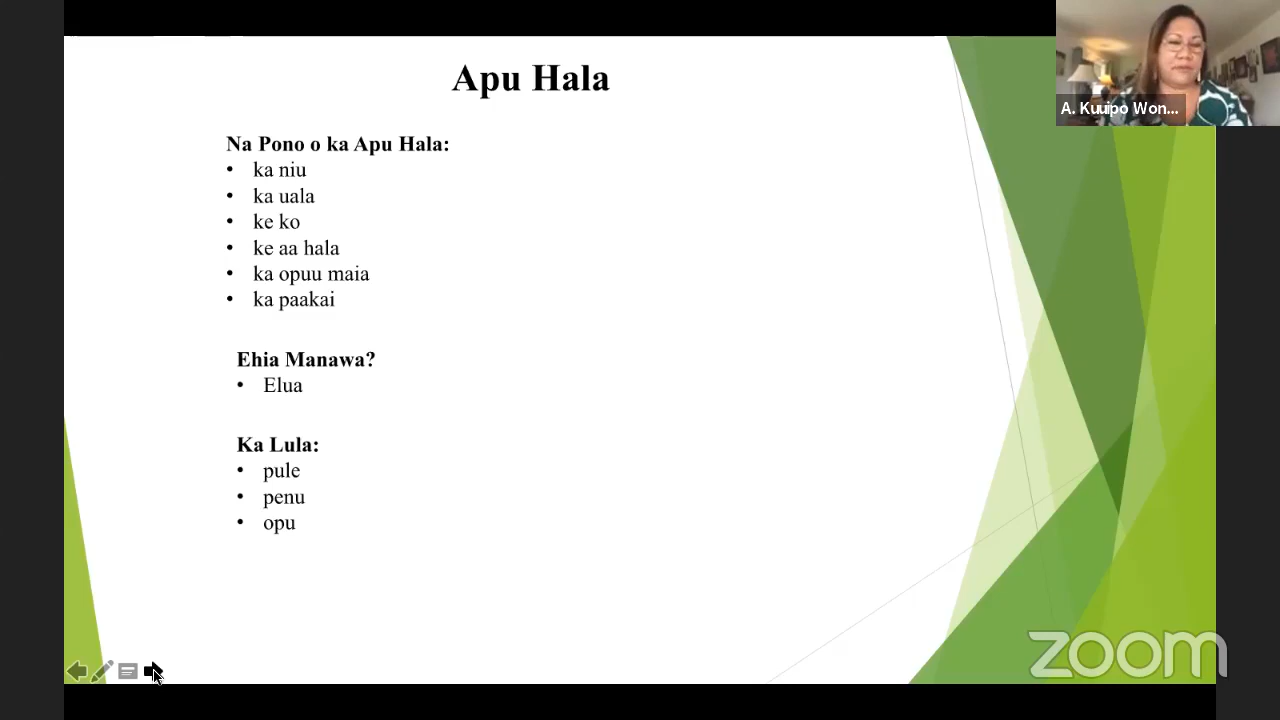 Apu Hala
Na Pono o ka Apu Hala:
• ka niu
• ka uala
• ke ko
• ke aa hala
• ka opuu maia
• ka paakai
Ehia Manawa?
• Elua
Ka Lula:
• pule
• penu
• opu
A. Kuuipo Won...
zoom